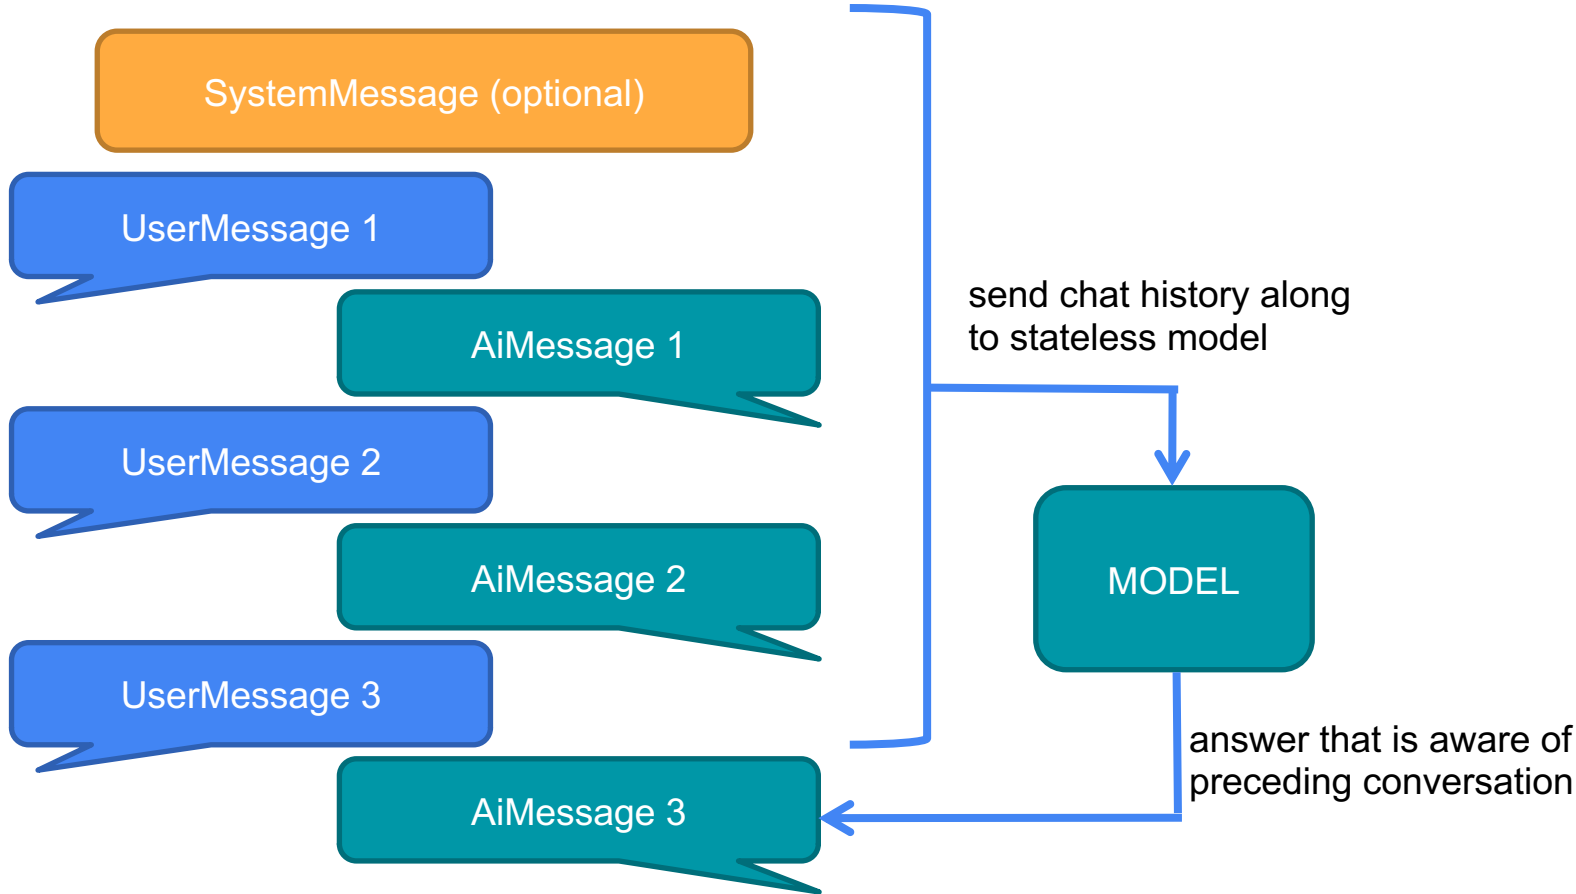 SystemMessage (optional)
UserMessage 1
AiMessage 1
UserMessage 2
AiMessage 2
UserMessage 3
AiMessage 3
send chat history along
to stateless model
MODEL
answer that is aware of
preceding conversation